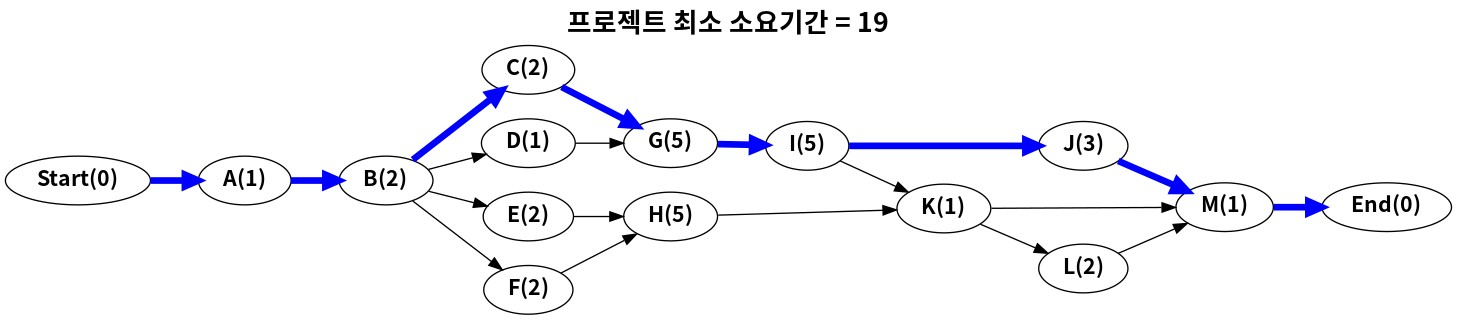 프로젝트 최소 소요기간 = 19
C(2)
D(1)
G(5)
I(5)
J(3)
Start(0)
A(1)
B(2)
E(2)
H(5)
K(1)
M(1)
End(0)
F(2)
L(2)